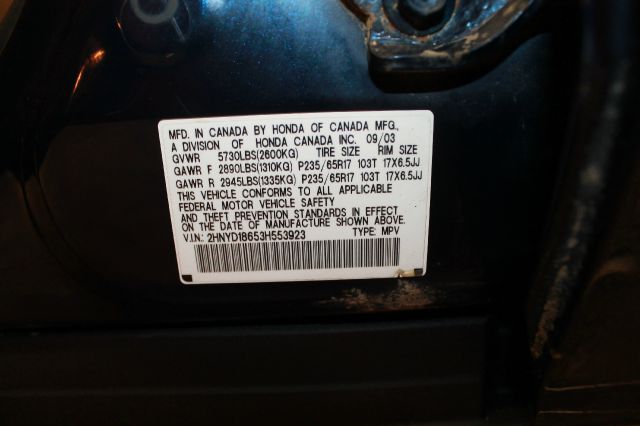 MFD. IN CANADA BY HONDA OF CANADA MFG.,
A DIVISION OF HONDA CANADA INC. 09/03
GVWR 5730LBS(2600KG) TIRE SIZE RIM SIZE
GAWR F 2890LBS(1310KG) P235/65R17 103T 17X6.5JJ
GAWR R 2945LBS(1335KG) P235/65R17 103T 17X6.5JJ
THIS VEHICLE CONFORMS TO ALL APPLICABLE
FEDERAL MOTOR VEHICLE SAFETY
AND THEFT PREVENTION STANDARDS IN EFFECT
ON THE DATE OF MANUFACTURE SHOWN ABOVE.
V.I.N.: 2HNYD18653H553923 TYPE: MPV